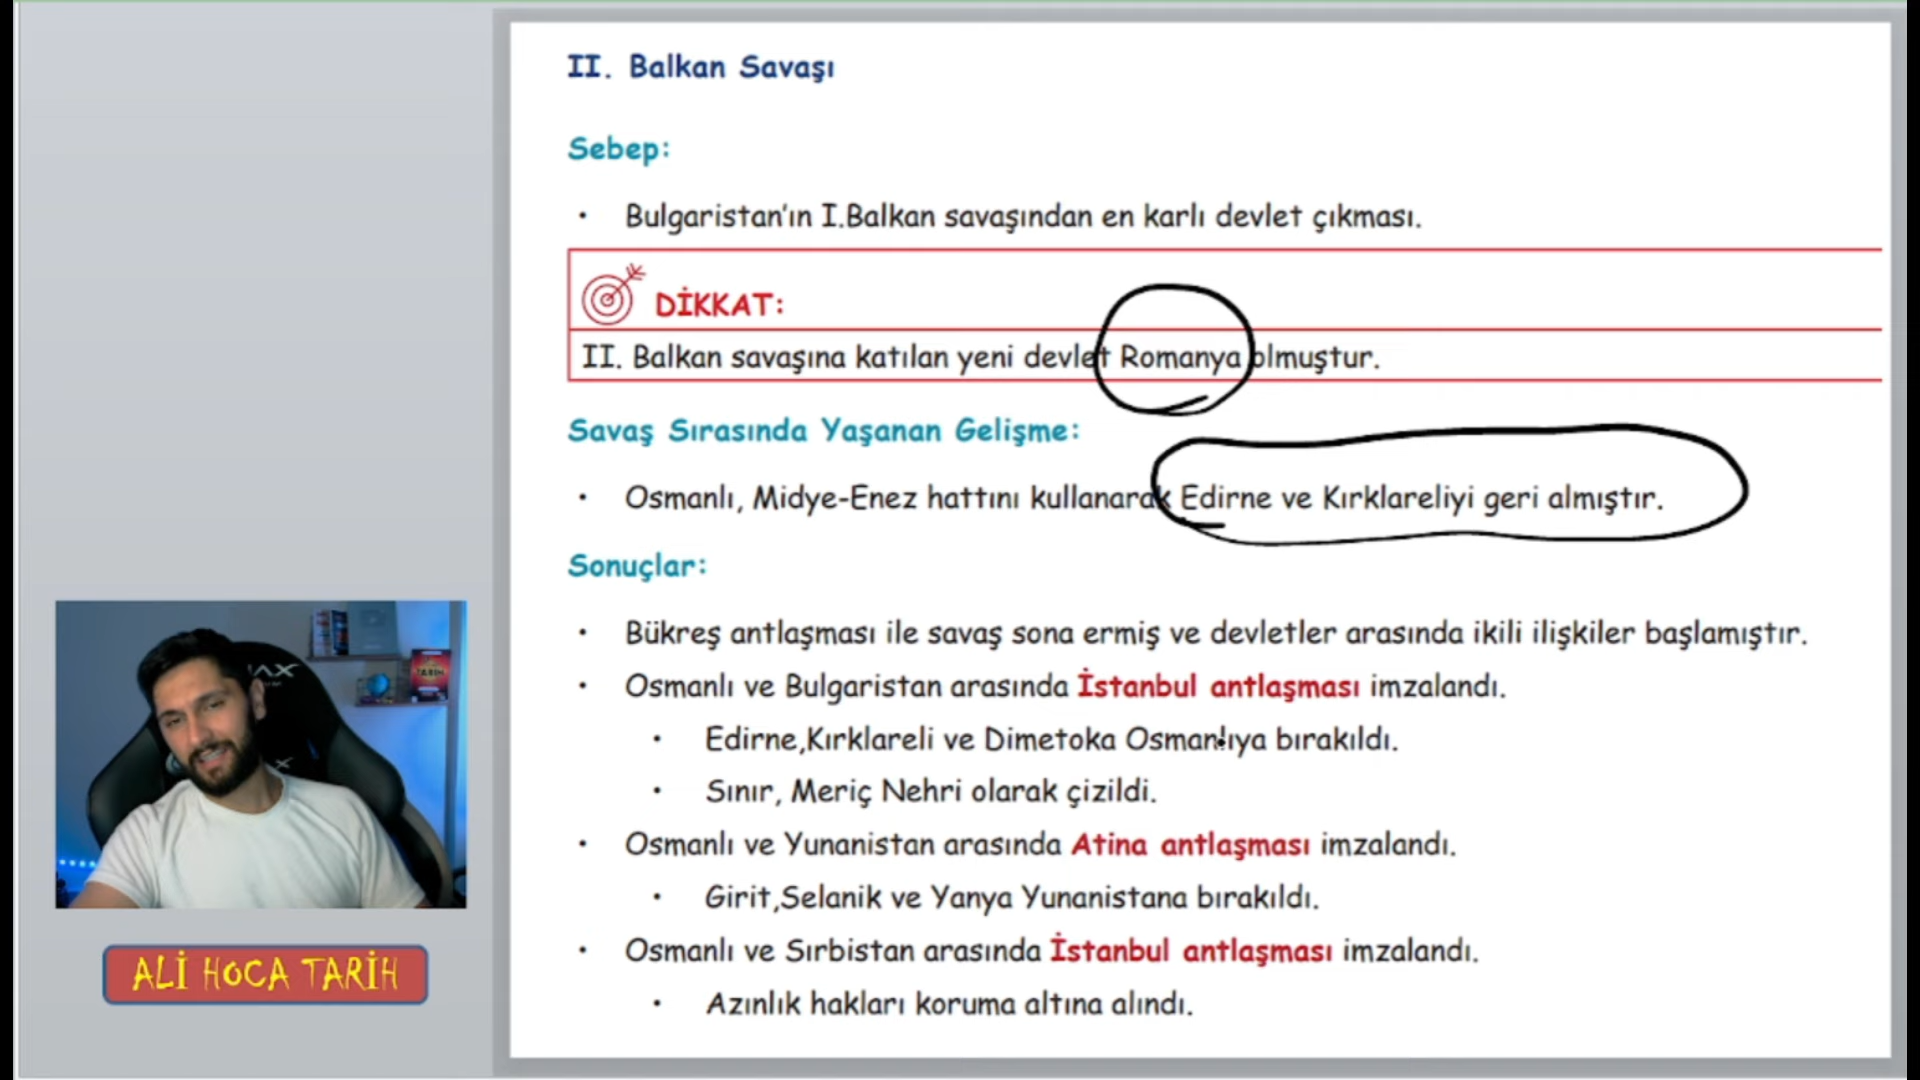 II. Balkan Savaşı
Sebep:
• Bulgaristan'ın I.Balkan savaşından en karlı devlet çıkması.
DİKKAT:
II. Balkan savaşına katılan yeni devlet Romanya olmuştur.
Savaş Sırasında Yaşanan Gelişme:
• Osmanlı, Midye-Enez hattını kullanarak Edirne ve Kırklareliyi geri almıştır.
Sonuçlar:
• Bükreş antlaşması ile savaş sona ermiş ve devletler arasında ikili ilişkiler başlamıştır.
• Osmanlı ve Bulgaristan arasında İstanbul antlaşması imzalandı.
• Edirne,Kırklareli ve Dimetoka Osmanlıya bırakıldı.
• Sınır, Meriç Nehri olarak çizildi.
• Osmanlı ve Yunanistan arasında Atina antlaşması imzalandı.
• Girit,Selanik ve Yanya Yunanistana bırakıldı.
• Osmanlı ve Sırbistan arasında İstanbul antlaşması imzalandı.
• Azınlık hakları koruma altına alındı.
TARİH
ALİ HOCA TARİH